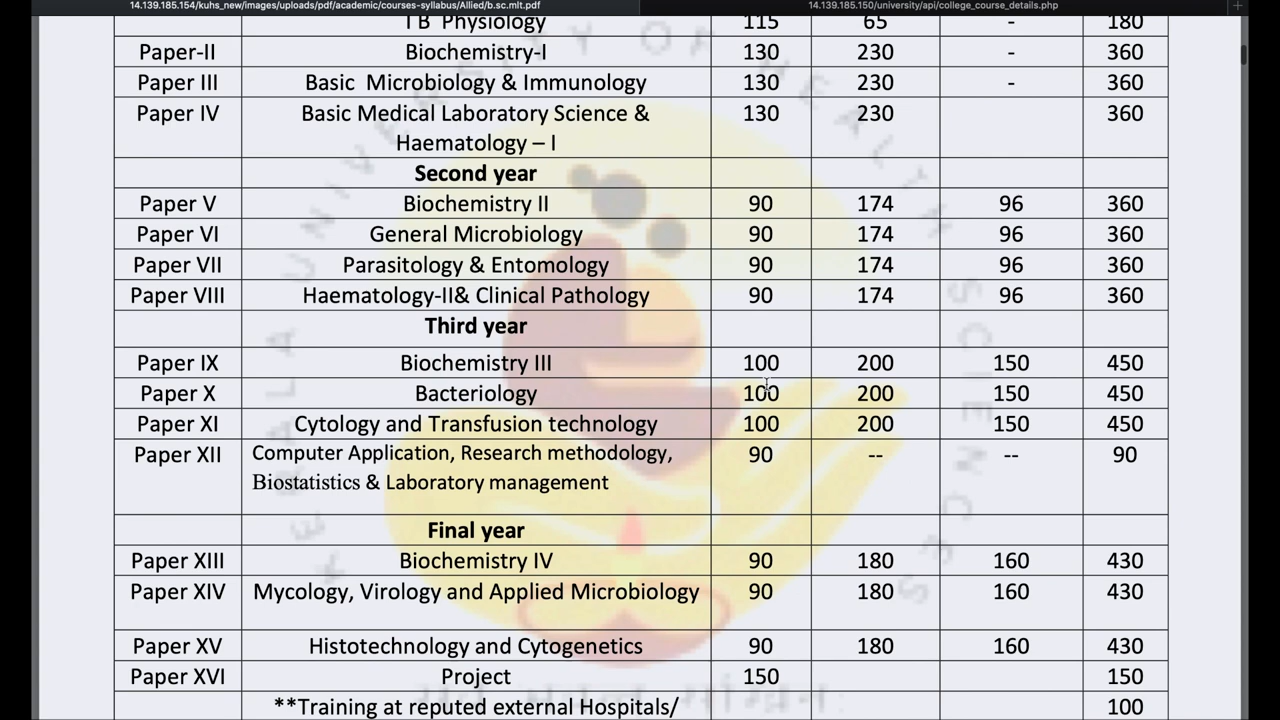 14.139.185.154/kuhs_new/images/uploads/pdf/academic/courses-syllabus/Allied/b.sc.mlt.pdf 14.139.185.150/university/api/college_course_details.php
I B Physiology 115 65 - 180
Paper-II Biochemistry-I 130 230 - 360
Paper III Basic Microbiology & Immunology 130 230 - 360
Paper IV Basic Medical Laboratory Science & 130 230 360
Haematology – I
Second year
Paper V Biochemistry II 90 174 96 360
Paper VI General Microbiology 90 174 96 360
Paper VII Parasitology & Entomology 90 174 96 360
Paper VIII Haematology-II& Clinical Pathology 90 174 96 360
Third year
Paper IX Biochemistry III 100 200 150 450
Paper X Bacteriology 100 200 150 450
Paper XI Cytology and Transfusion technology 100 200 150 450
Paper XII Computer Application, Research methodology, 90 -- -- 90
Biostatistics & Laboratory management
Final year
Paper XIII Biochemistry IV 90 180 160 430
Paper XIV Mycology, Virology and Applied Microbiology 90 180 160 430
Paper XV Histotechnology and Cytogenetics 90 180 160 430
Paper XVI Project 150 150
**Training at reputed external Hospitals/ 100
KERALA UNIVERSITY OF HEALTH SCIENCES